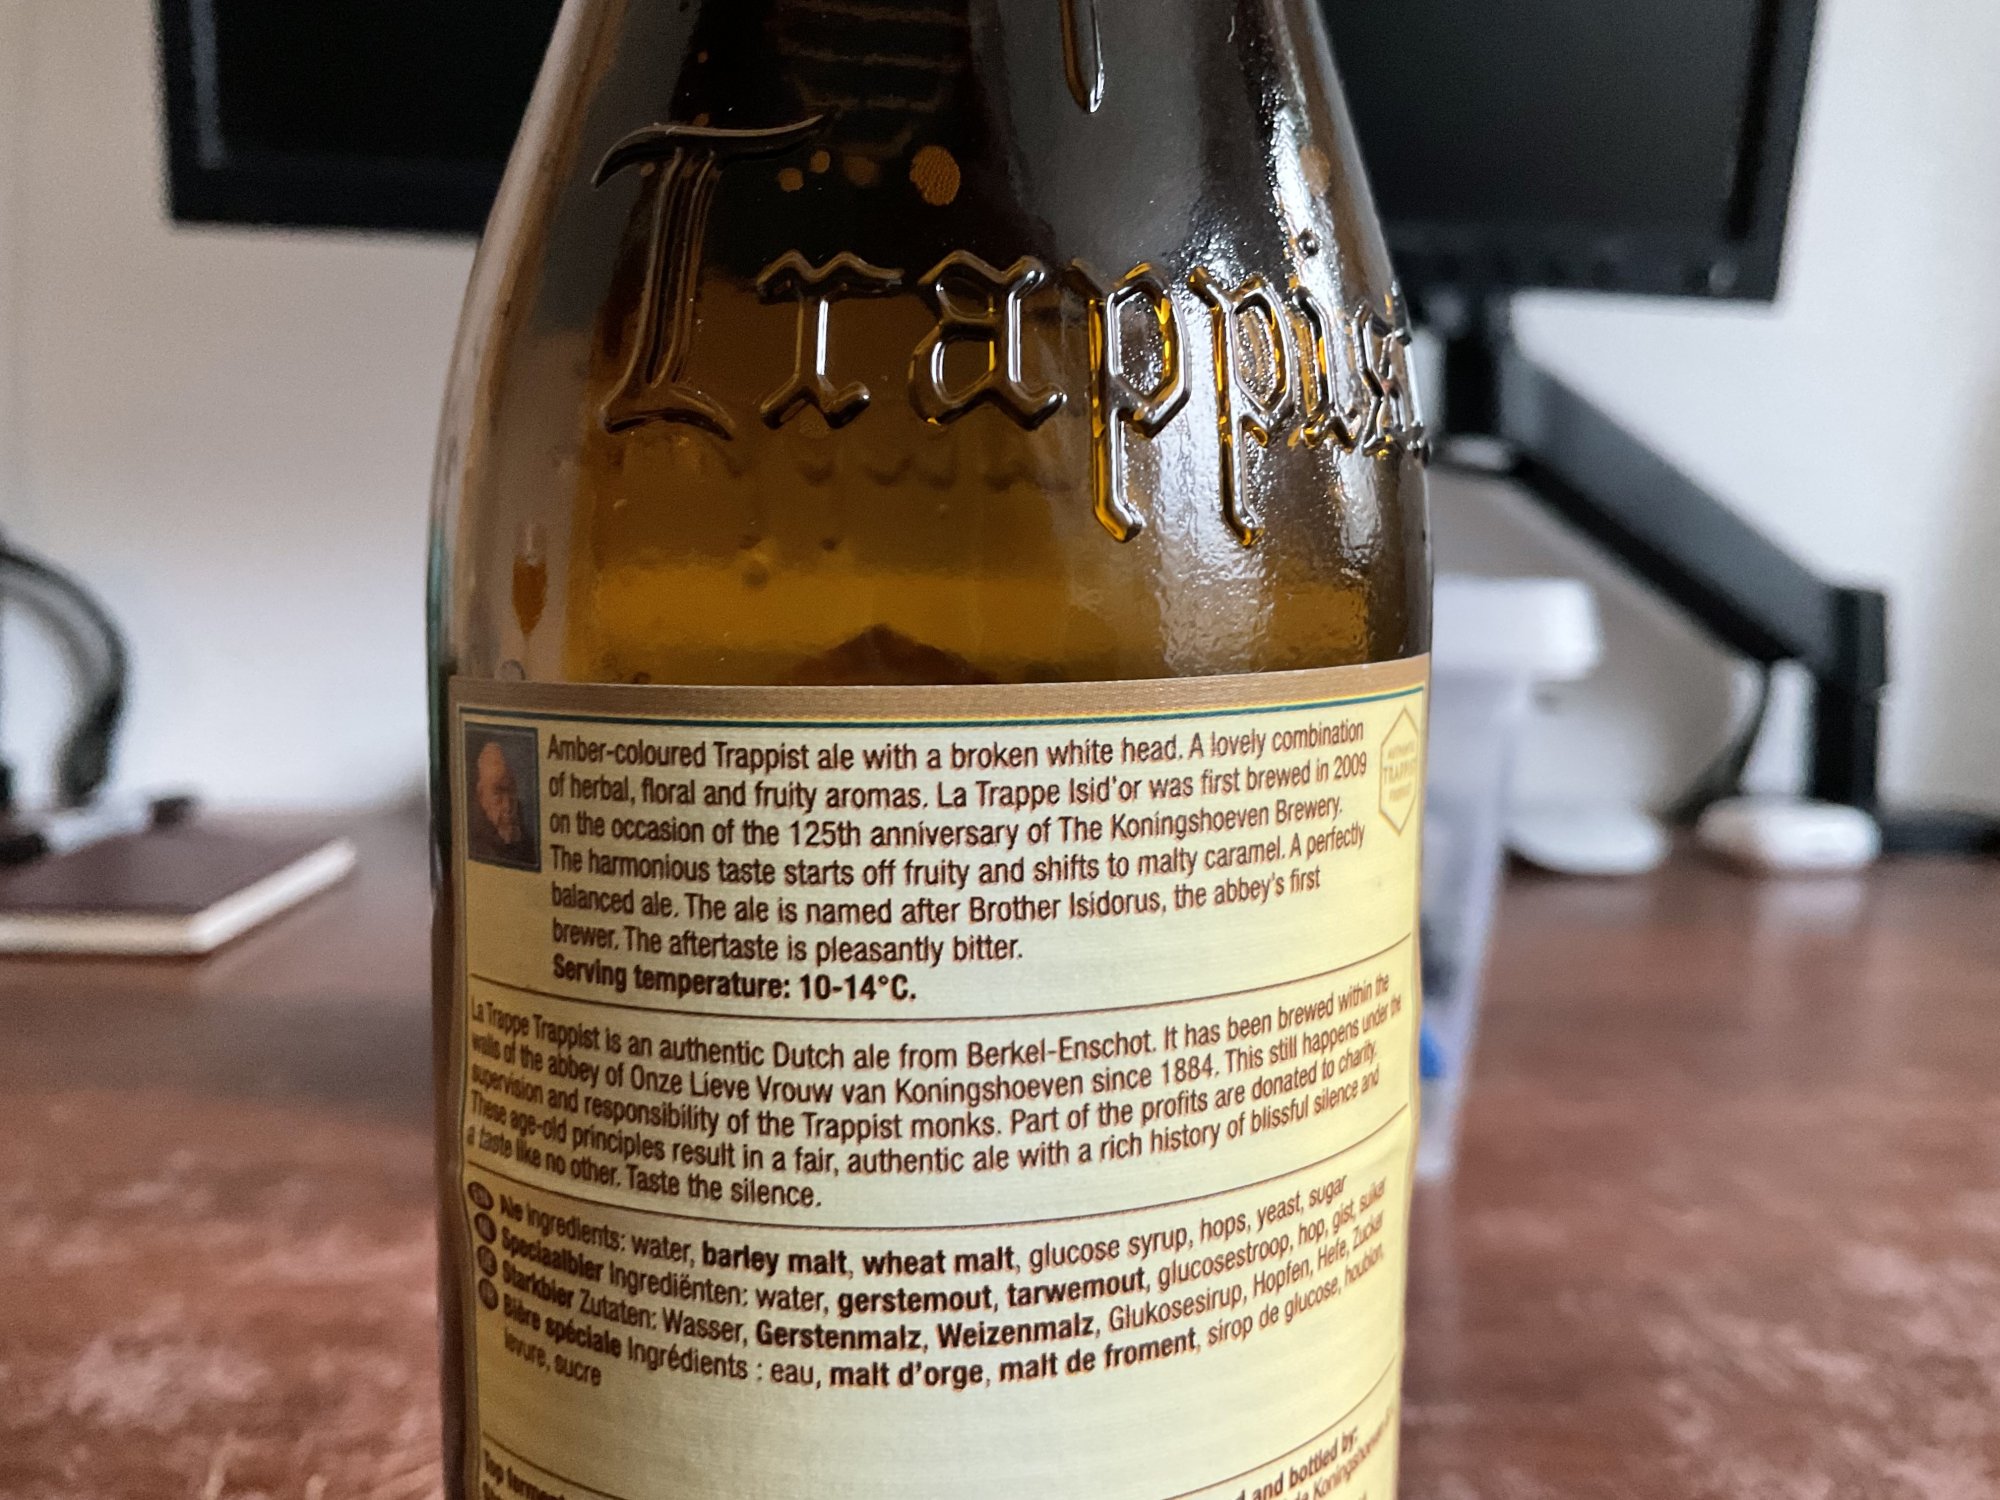 Trappist
Amber-coloured Trappist ale with a broken white head. A lovely combination
of herbal, floral and fruity aromas. La Trappe Isid'or was first brewed in 2009
on the occasion of the 125th anniversary of The Koningshoeven Brewery.
The harmonious taste starts off fruity and shifts to malty caramel. A perfectly
balanced ale. The ale is named after Brother Isidorus, the abbey's first
brewer. The aftertaste is pleasantly bitter.
Serving temperature: 10-14°C.
TRAPPIST
La Trappe Trappist is an authentic Dutch ale from Berkel-Enschot. It has been brewed within the
walls of the abbey of Onze Lieve Vrouw van Koningshoeven since 1884. This still happens under the
supervision and responsibility of the Trappist monks. Part of the profits are donated to charity.
These age-old principles result in a fair, authentic ale with a rich history of blissful silence and
a taste like no other. Taste the silence.
Ale Ingredients: water, barley malt, wheat malt, glucose syrup, hops, yeast, sugar
Speciaalbier Ingrediënten: water, gerstemout, tarwemout, glucosestroop, hop, gist, suiker
Starkbier Zutaten: Wasser, Gerstenmalz, Weizenmalz, Glukosesirup, Hopfen, Hefe, Zucker
Bière spéciale Ingrédients : eau, malt d'orge, malt de froment, sirop de glucose, houblon,
levure, sucre
Top
and bottled by: